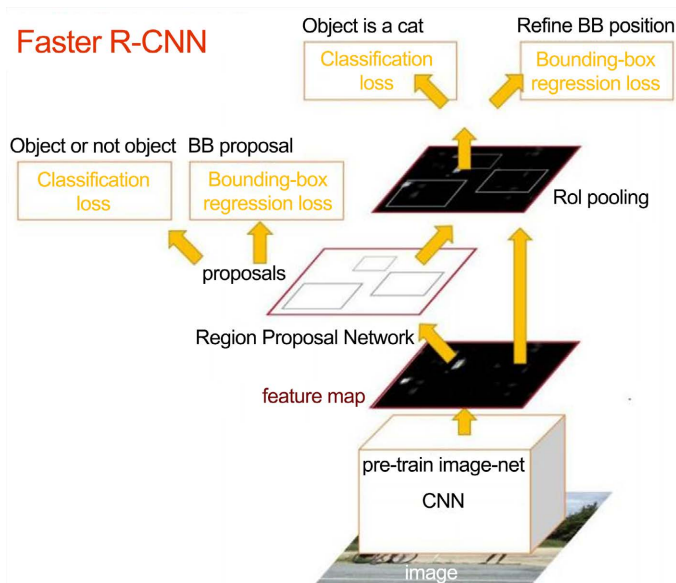 Faster R-CNN
Object is a cat
Classification
loss
Refine BB position
Bounding-box
regression loss
Object or not object
Classification
loss
BB proposal
Bounding-box
regression loss
RoI pooling
proposals
Region Proposal Network
feature map
pre-train image-net
CNN
image